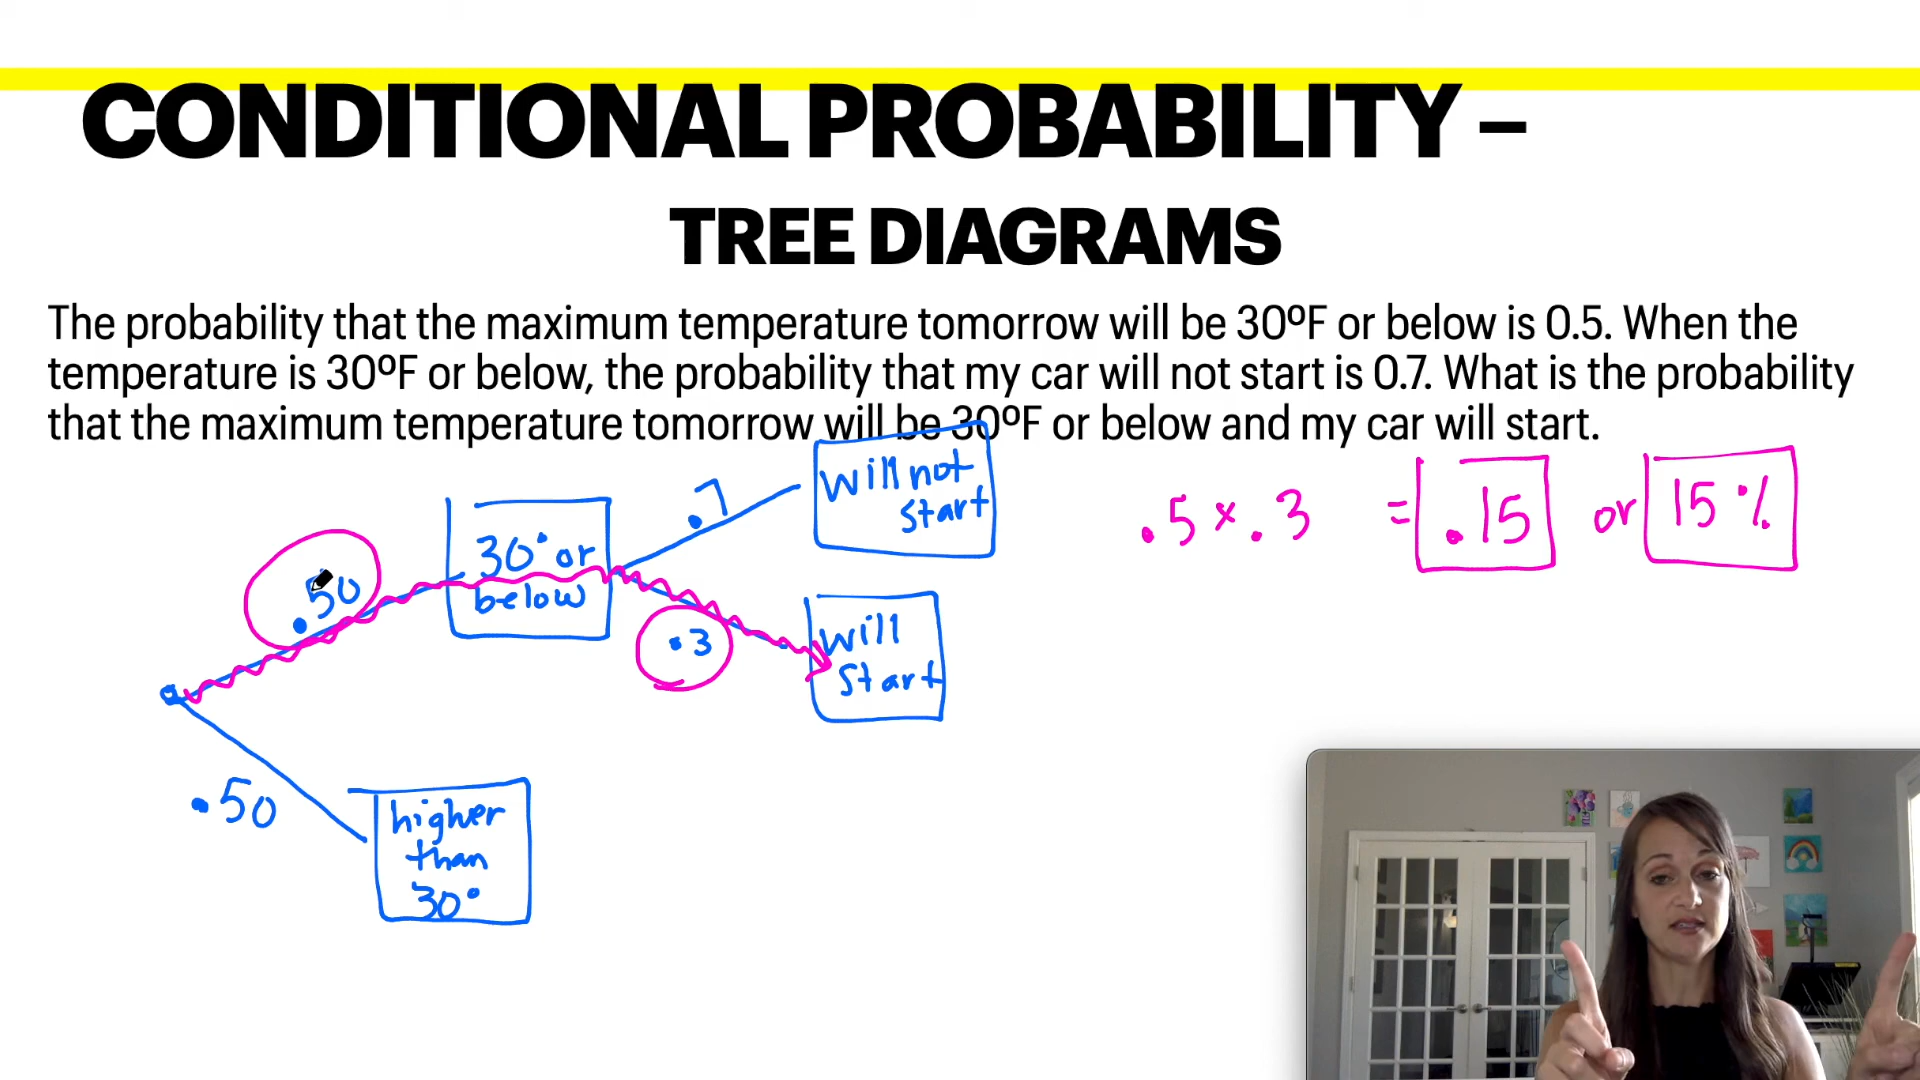 CONDITIONAL PROBABILITY –
TREE DIAGRAMS
The probability that the maximum temperature tomorrow will be 30ºF or below is 0.5. When the
temperature is 30ºF or below, the probability that my car will not start is 0.7. What is the probability
that the maximum temperature tomorrow will be 30ºF or below and my car will start.
.50
30° or
below
.7
will not
start
.3
will
start
.50
higher
than
30°
.5 × .3 = .15 or 15%